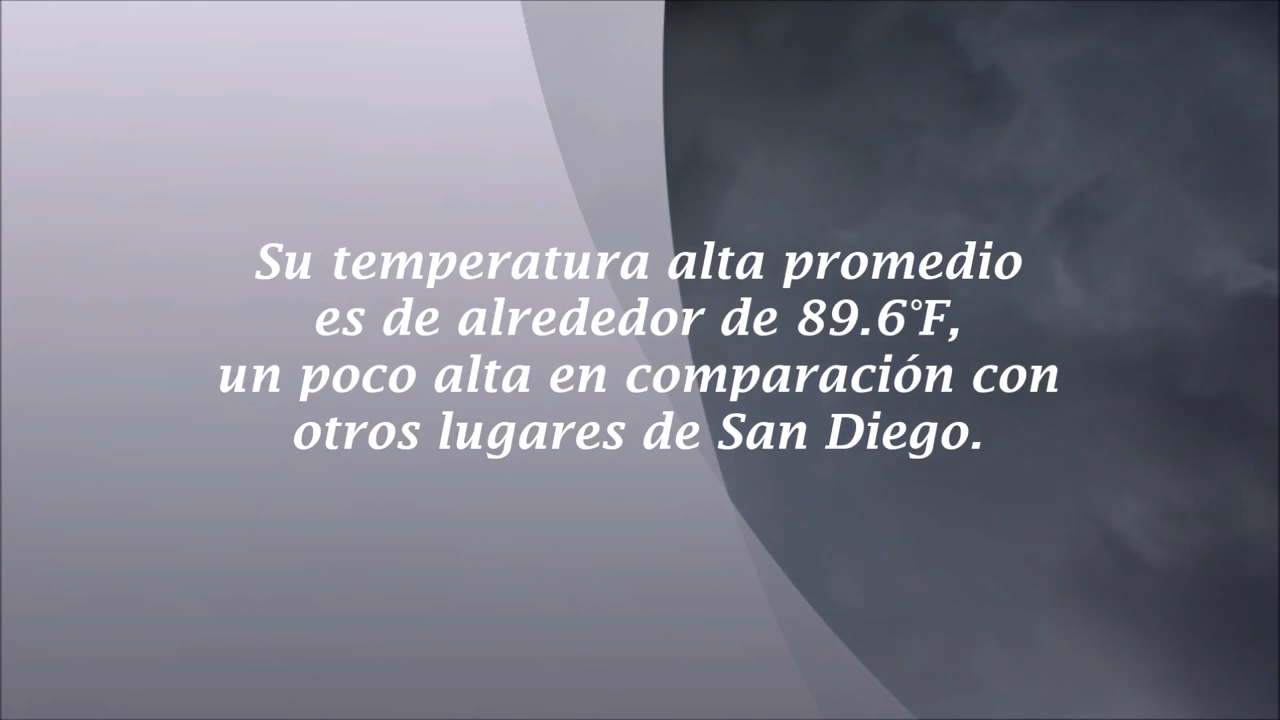 Su temperatura alta promedio
es de alrededor de 89.6°F,
un poco alta en comparación con
otros lugares de San Diego.